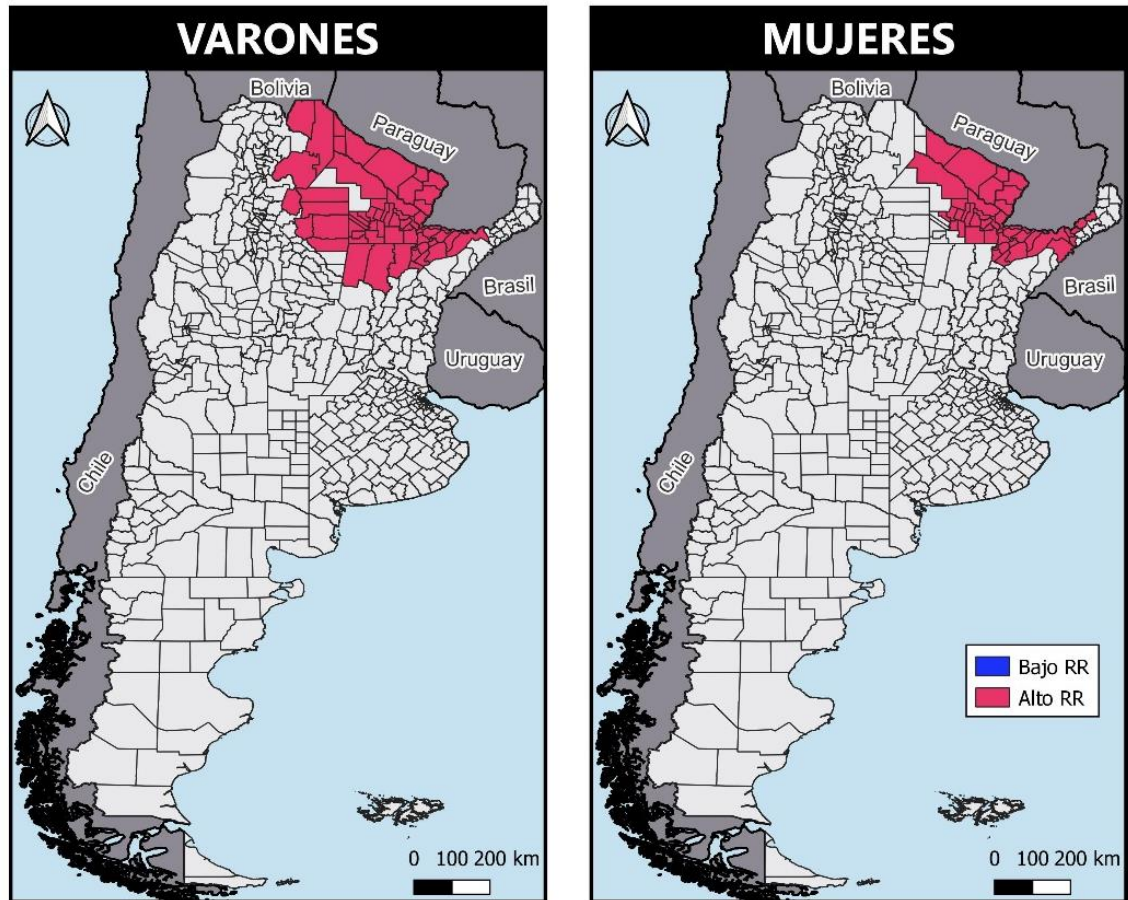 VARONES
Bolivia
Paraguay
Brasil
Uruguay
Chile
0 100 200 km
MUJERES
Bolivia
Paraguay
Brasil
Uruguay
Chile
Bajo RR
Alto RR
0 100 200 km